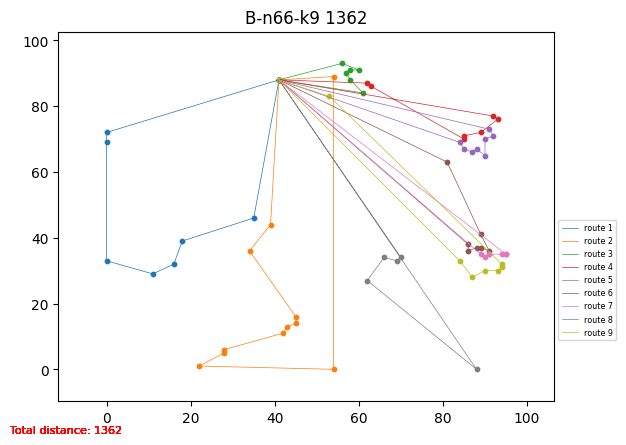 B-n66-k9 1362
100
80
60
40
20
0
0 20 40 60 80 100
route 1
route 2
route 3
route 4
route 5
route 6
route 7
route 8
route 9
Total distance: 1362